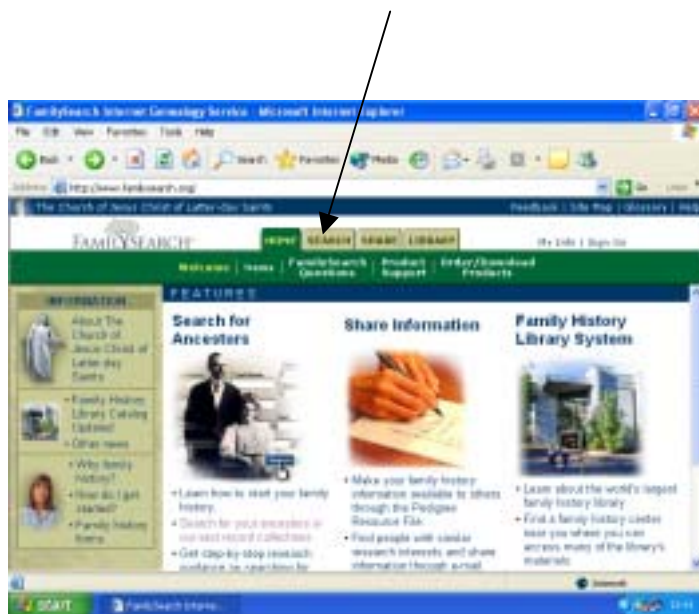 FamilySearch Internet Genealogy Service - Microsoft Internet Explorer
File Edit View Favorites Tools Help
Back Search Favorites Media
Address http://www.familysearch.org/ Go Links
The Church of Jesus Christ of Latter-day Saints Feedback | Site Map | Glossary | Help
FAMILYSEARCH HOME SEARCH SHARE LIBRARY My Info | Sign On
Welcome | News | FamilySearch Questions | Product Support | Order/Download Products
INFORMATION
About The
Church of
Jesus Christ of
Latter-day
Saints
• Family History
Library Catalog
Updated
• Other news
• Why family
history?
• How do I get
started?
• Family history
FEATURES
Search for
Ancestors
• Learn how to start your family
history.
• Search for your ancestors in
our vast record collections
• Get step-by-step research
guidance by searching by
Share Information
• Make your family history
information available to others
through the Pedigree
Resource File.
• Find people with similar
research interests and share
information through e-mail
Family History
Library System
• Learn about the world's largest
family history library
• Find a family history center
near you where you can
access many of the library's
materials
Internet
start FamilySearch Interne...